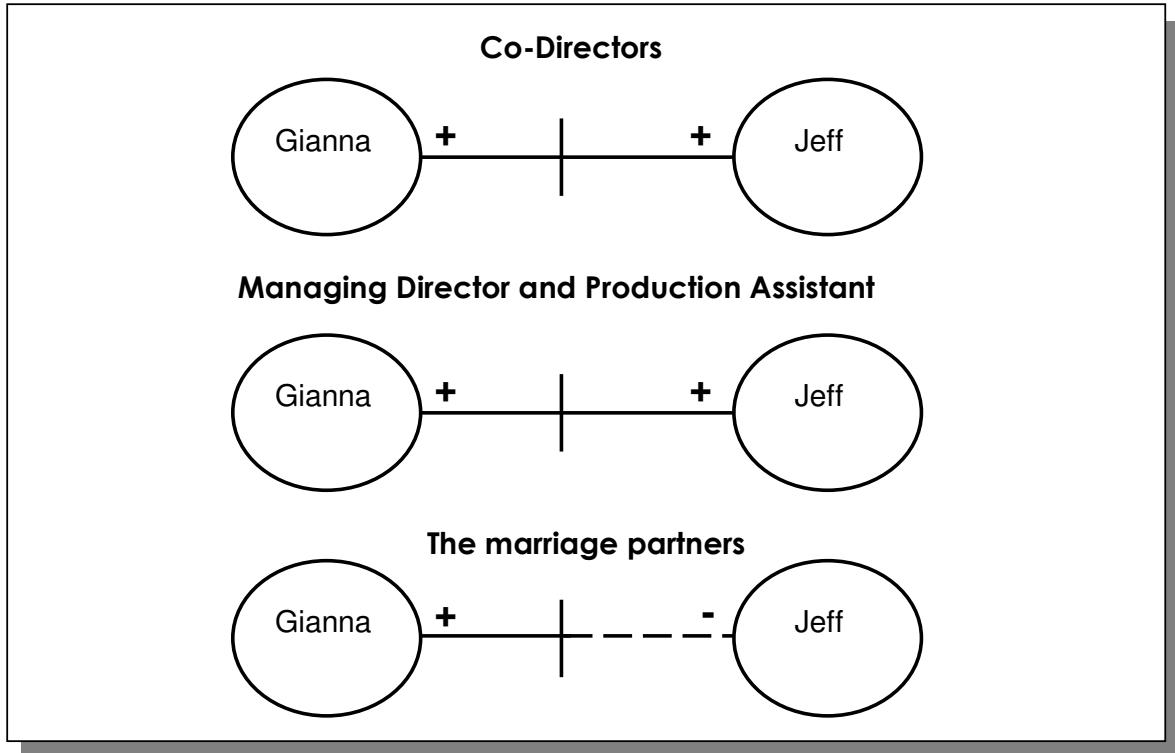 Co-Directors
Gianna + + Jeff
Managing Director and Production Assistant
Gianna + + Jeff
The marriage partners
Gianna + - Jeff